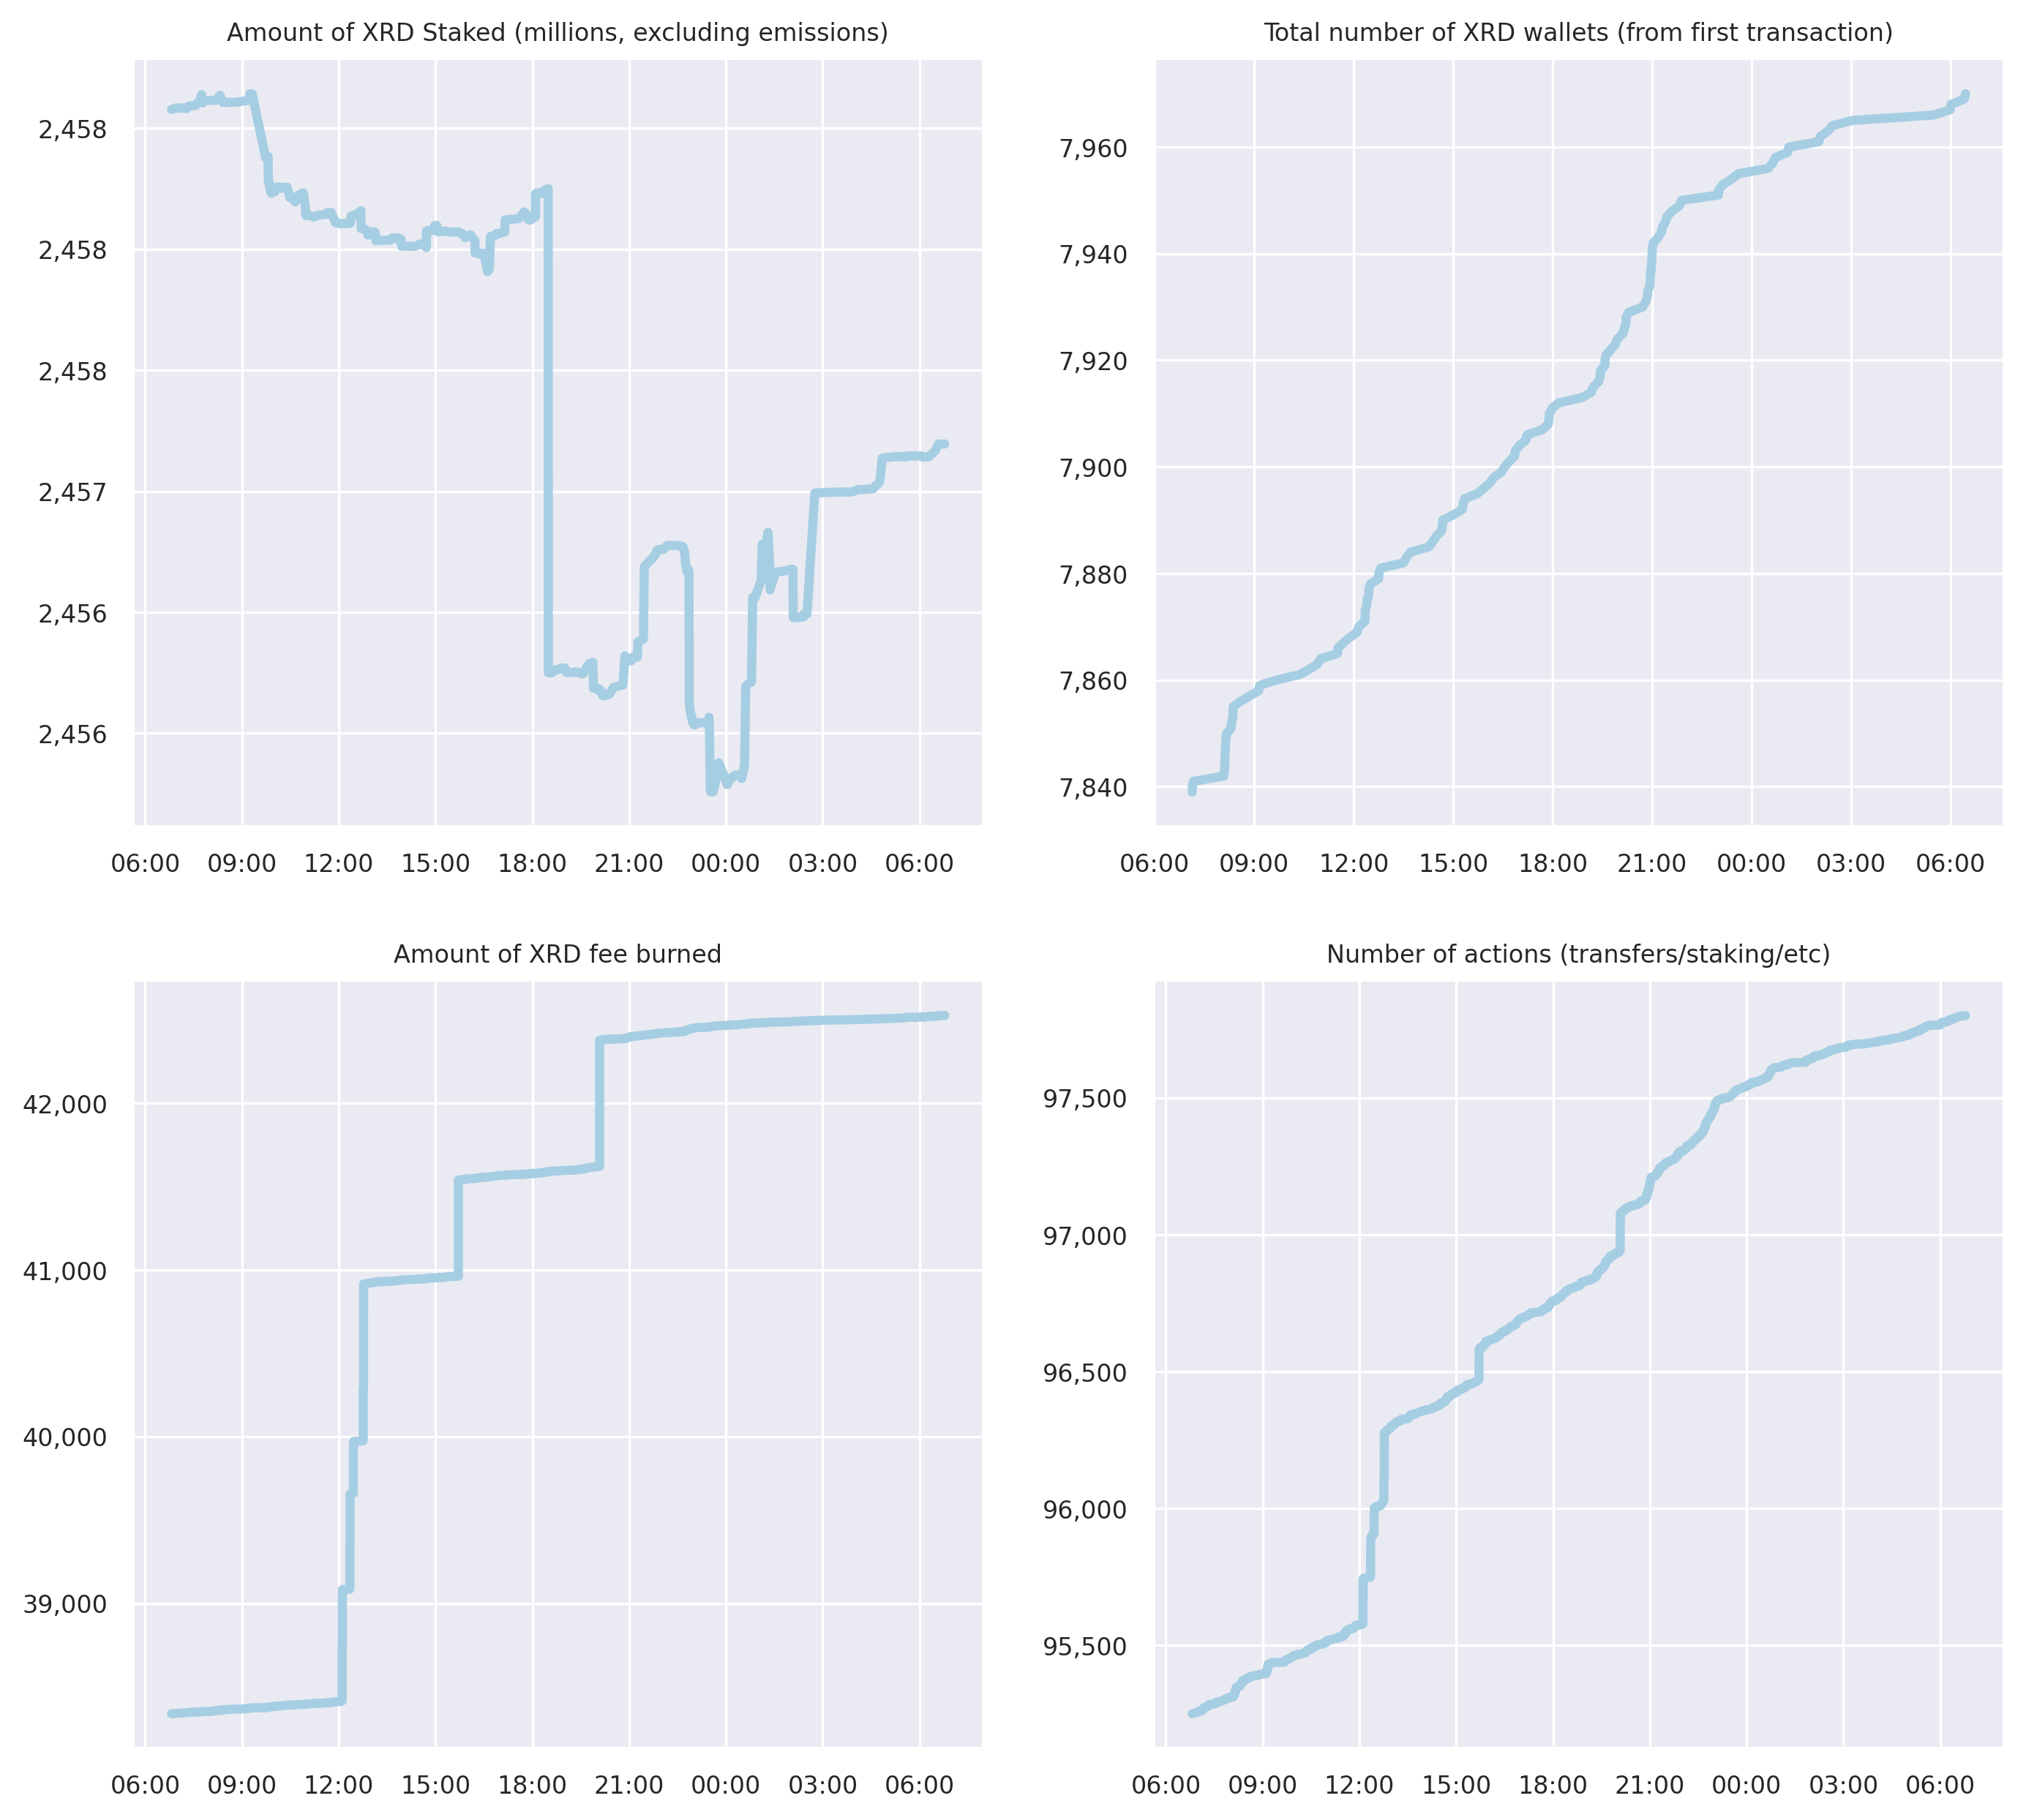 Amount of XRD Staked (millions, excluding emissions)
2,458
2,458
2,458
2,457
2,456
2,456
06:00 09:00 12:00 15:00 18:00 21:00 00:00 03:00 06:00
Total number of XRD wallets (from first transaction)
7,960
7,940
7,920
7,900
7,880
7,860
7,840
06:00 09:00 12:00 15:00 18:00 21:00 00:00 03:00 06:00
Amount of XRD fee burned
42,000
41,000
40,000
39,000
06:00 09:00 12:00 15:00 18:00 21:00 00:00 03:00 06:00
Number of actions (transfers/staking/etc)
97,500
97,000
96,500
96,000
95,500
06:00 09:00 12:00 15:00 18:00 21:00 00:00 03:00 06:00